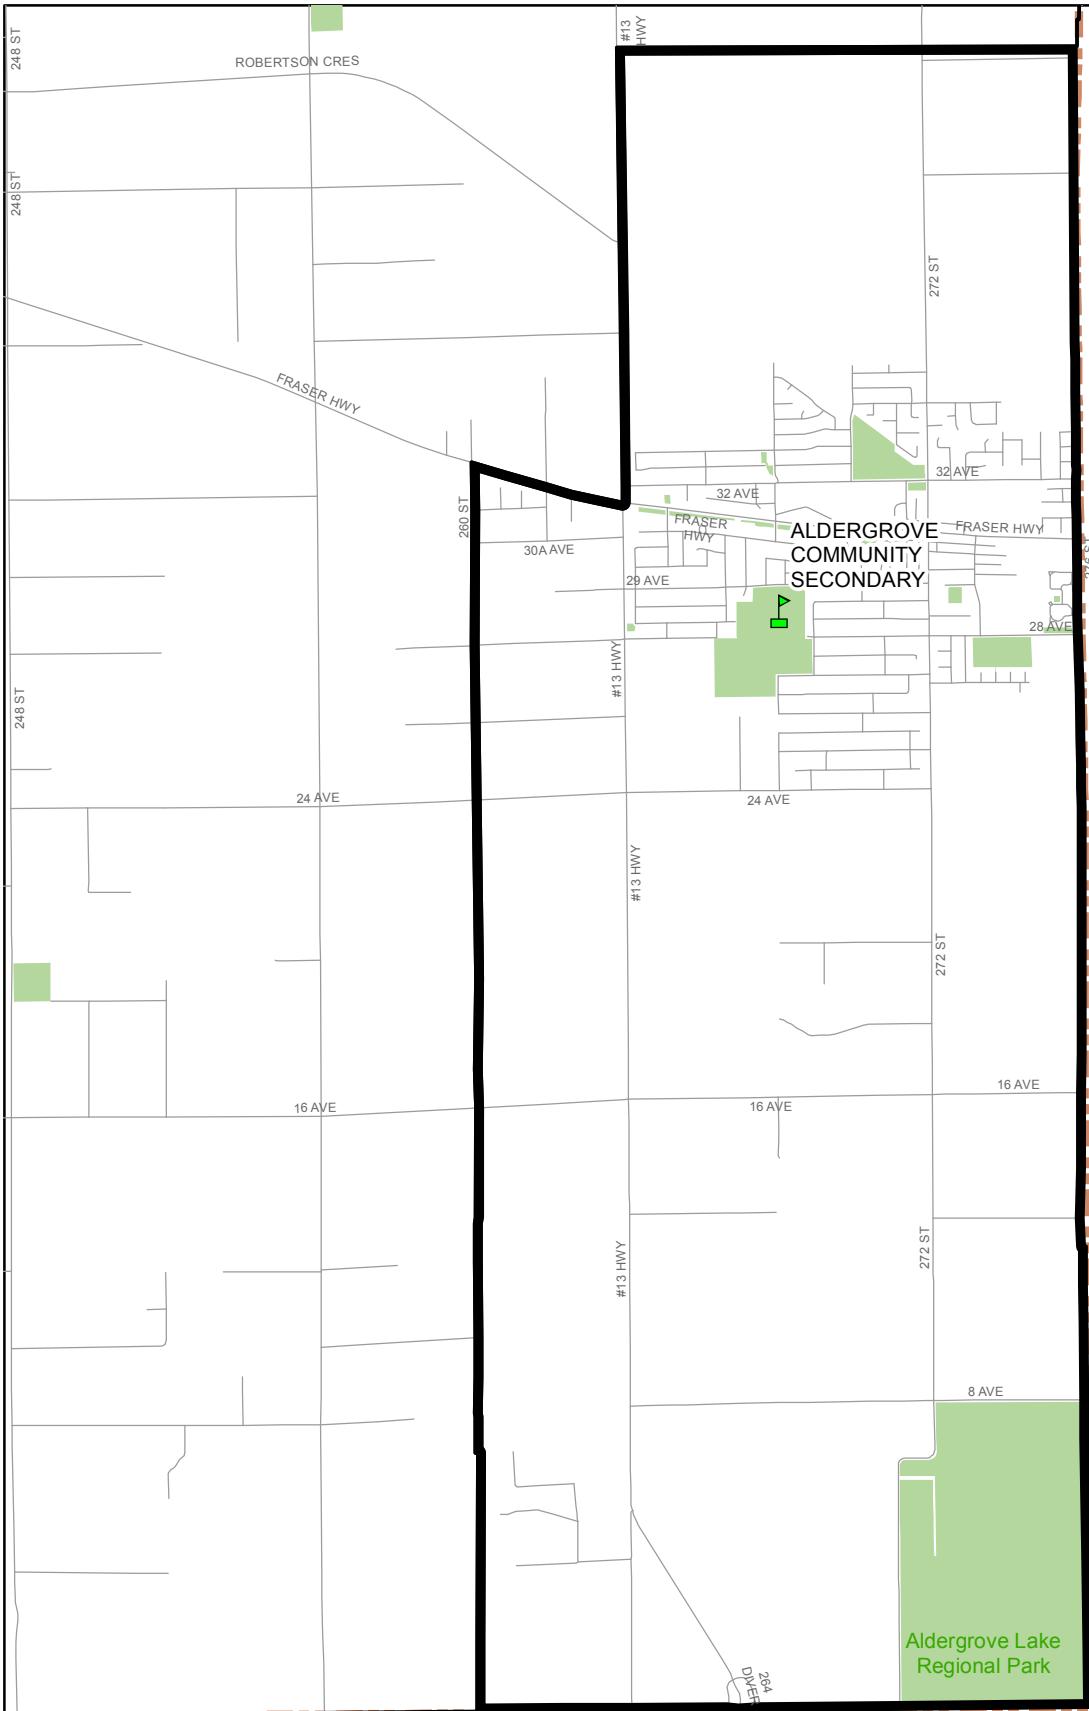 #13
HWY
248 ST
ROBERTSON CRES
248 ST
272 ST
FRASER HWY
32 AVE
32 AVE
260 ST
FRASER
HWY
FRASER HWY
ALDERGROVE
COMMUNITY
SECONDARY
30A AVE
29 AVE
28 AVE
#13 HWY
248 ST
24 AVE
24 AVE
#13 HWY
272 ST
16 AVE
16 AVE
16 AVE
#13 HWY
272 ST
8 AVE
Aldergrove Lake
Regional Park
264
DIVER